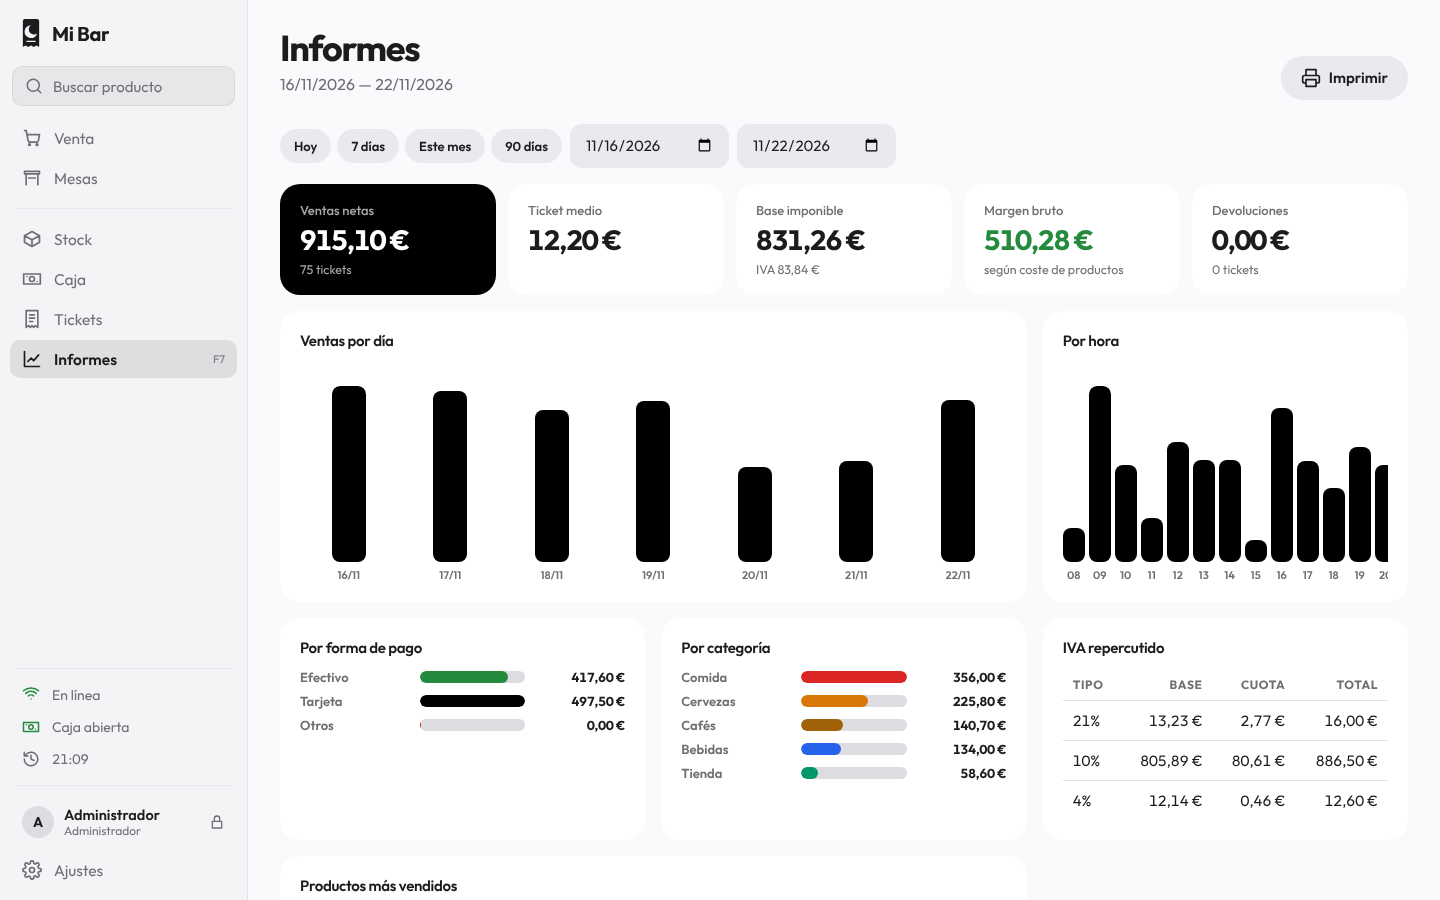 Mi Bar
Buscar producto
Venta
Mesas
Stock
Caja
Tickets
Informes F7
En línea
Caja abierta
21:09
A
Administrador
Administrador
Ajustes
Informes
16/11/2026 — 22/11/2026
Imprimir
Hoy 7 días Este mes 90 días 11/16/2026 11/22/2026
Ventas netas
915,10 €
75 tickets
Ticket medio
12,20 €
Base imponible
831,26 €
IVA 83,84 €
Margen bruto
510,28 €
según coste de productos
Devoluciones
0,00 €
0 tickets
Ventas por día
16/11 17/11 18/11 19/11 20/11 21/11 22/11
Por hora
08 09 10 11 12 13 14 15 16 17 18 19 20
Por forma de pago
Efectivo 417,60 €
Tarjeta 497,50 €
Otros 0,00 €
Por categoría
Comida 356,00 €
Cervezas 225,80 €
Cafés 140,70 €
Bebidas 134,00 €
Tienda 58,60 €
IVA repercutido
TIPO BASE CUOTA TOTAL
21% 13,23 € 2,77 € 16,00 €
10% 805,89 € 80,61 € 886,50 €
4% 12,14 € 0,46 € 12,60 €
Productos más vendidos